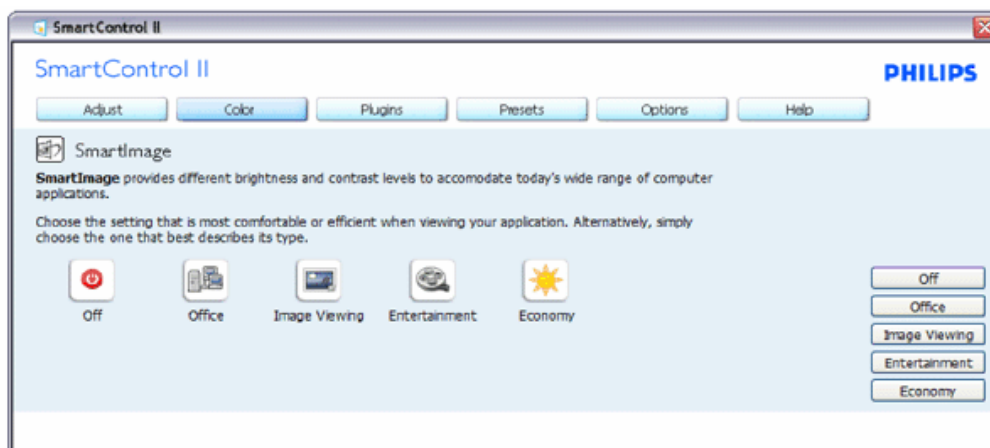 SmartControl II
SmartControl II
PHILIPS
Adjust
Color
Plugins
Presets
Options
Help
SmartImage
SmartImage provides different brightness and contrast levels to accomodate today's wide range of computer
applications.
Choose the setting that is most comfortable or efficient when viewing your application. Alternatively, simply
choose the one that best describes its type.
Off
Office
Image Viewing
Entertainment
Economy
Off
Office
Image Viewing
Entertainment
Economy